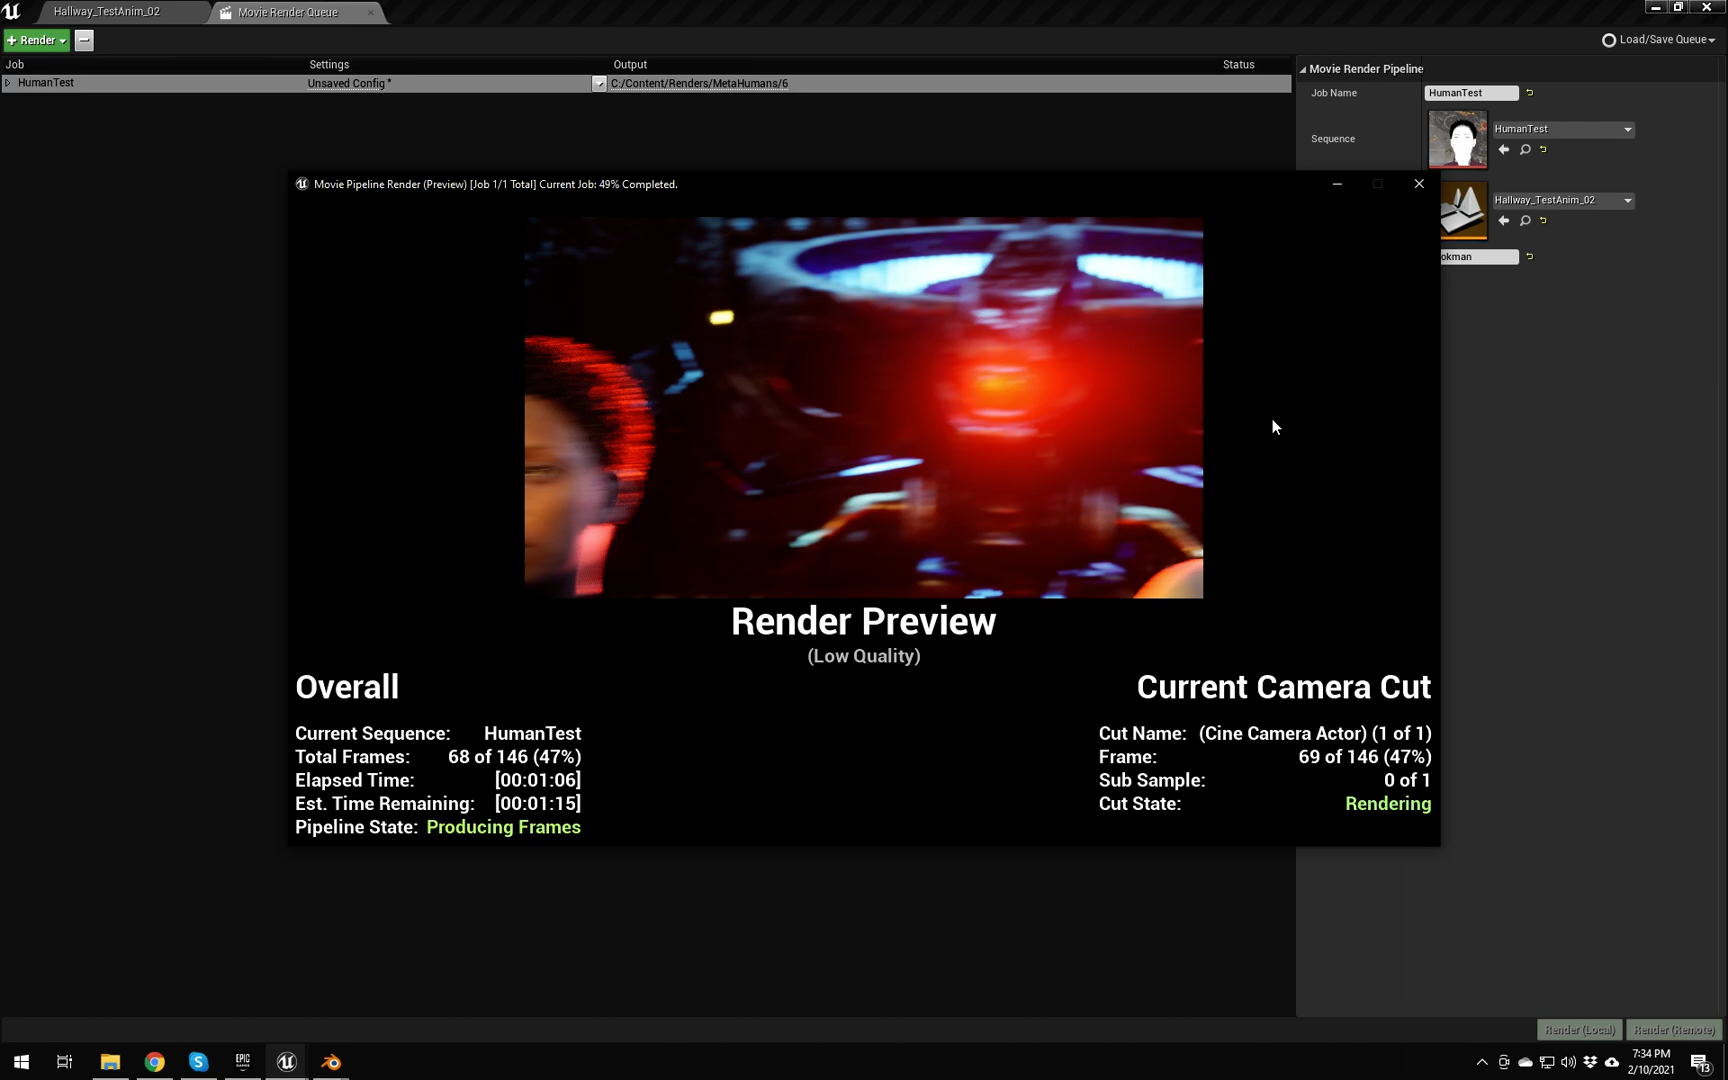 Hallway_TestAnim_02
Movie Render Queue
Render
Load/Save Queue
Job Settings Output Status
HumanTest Unsaved Config* C:/Content/Renders/MetaHumans/6
Movie Render Pipeline
Job Name HumanTest
Sequence HumanTest
Hallway_TestAnim_02
okman
Movie Pipeline Render (Preview) [Job 1/1 Total] Current Job: 49% Completed.
Render Preview
(Low Quality)
Overall
Current Sequence: HumanTest
Total Frames: 68 of 146 (47%)
Elapsed Time: [00:01:06]
Est. Time Remaining: [00:01:15]
Pipeline State: Producing Frames
Current Camera Cut
Cut Name: (Cine Camera Actor) (1 of 1)
Frame: 69 of 146 (47%)
Sub Sample: 0 of 1
Cut State: Rendering
Render (Local) Render (Remote)
EPIC
GAMES
7:34 PM
2/10/2021
13